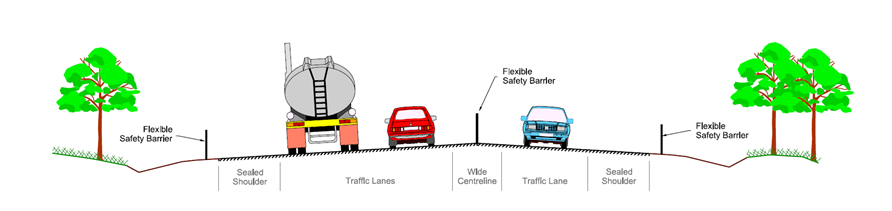 Flexible
Safety Barrier
Flexible
Safety Barrier
Flexible
Safety Barrier
Sealed
Shoulder
Traffic Lanes
Wide
Centreline
Traffic Lane
Sealed
Shoulder